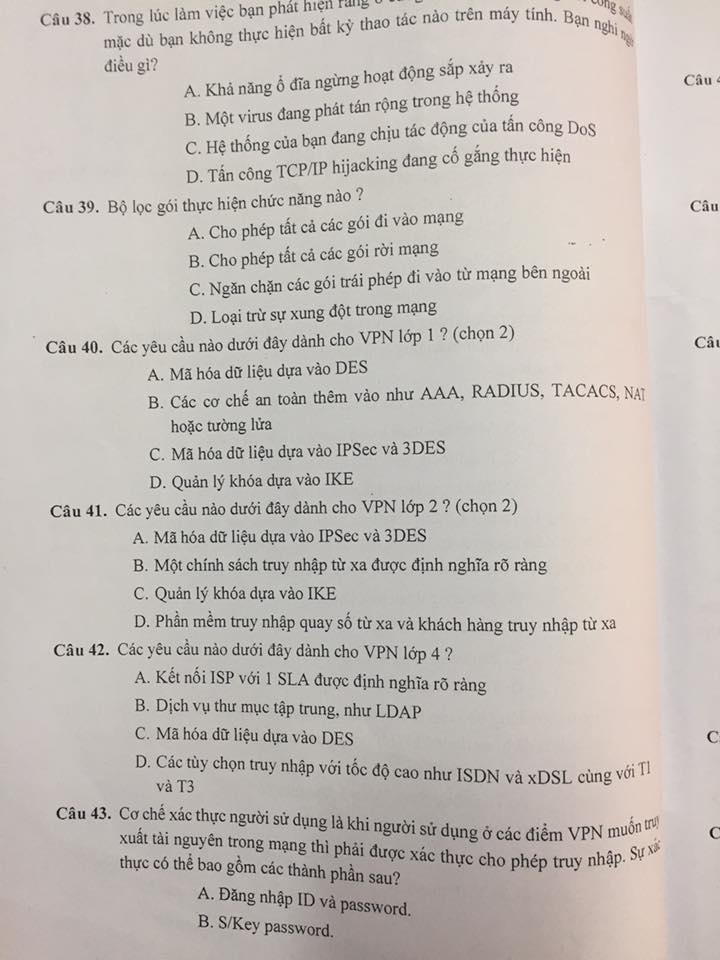 Câu 38. Trong lúc làm việc bạn phát hiện rằng ổ công suất
mặc dù bạn không thực hiện bất kỳ thao tác nào trên máy tính. Bạn nghi ngờ
điều gì?
A. Khả năng ổ đĩa ngừng hoạt động sắp xảy ra
B. Một virus đang phát tán rộng trong hệ thống
C. Hệ thống của bạn đang chịu tác động của tấn công DoS
D. Tấn công TCP/IP hijacking đang cố gắng thực hiện
Câu 39. Bộ lọc gói thực hiện chức năng nào ?
A. Cho phép tất cả các gói đi vào mạng
B. Cho phép tất cả các gói rời mạng
C. Ngăn chặn các gói trái phép đi vào từ mạng bên ngoài
D. Loại trừ sự xung đột trong mạng
Câu 40. Các yêu cầu nào dưới đây dành cho VPN lớp 1 ? (chọn 2)
A. Mã hóa dữ liệu dựa vào DES
B. Các cơ chế an toàn thêm vào như AAA, RADIUS, TACACS, NAT
hoặc tường lửa
C. Mã hóa dữ liệu dựa vào IPSec và 3DES
D. Quản lý khóa dựa vào IKE
Câu 41. Các yêu cầu nào dưới đây dành cho VPN lớp 2 ? (chọn 2)
A. Mã hóa dữ liệu dựa vào IPSec và 3DES
B. Một chính sách truy nhập từ xa được định nghĩa rõ ràng
C. Quản lý khóa dựa vào IKE
D. Phần mềm truy nhập quay số từ xa và khách hàng truy nhập từ xa
Câu 42. Các yêu cầu nào dưới đây dành cho VPN lớp 4 ?
A. Kết nối ISP với 1 SLA được định nghĩa rõ ràng
B. Dịch vụ thư mục tập trung, như LDAP
C. Mã hóa dữ liệu dựa vào DES
D. Các tùy chọn truy nhập với tốc độ cao như ISDN và xDSL cùng với T1
và T3
Câu 43. Cơ chế xác thực người sử dụng là khi người sử dụng ở các điểm VPN muốn truy
xuất tài nguyên trong mạng thì phải được xác thực cho phép truy nhập. Sự xác
thực có thể bao gồm các thành phần sau?
A. Đăng nhập ID và password.
B. S/Key password.
Câu
Câu
Câu
C
C